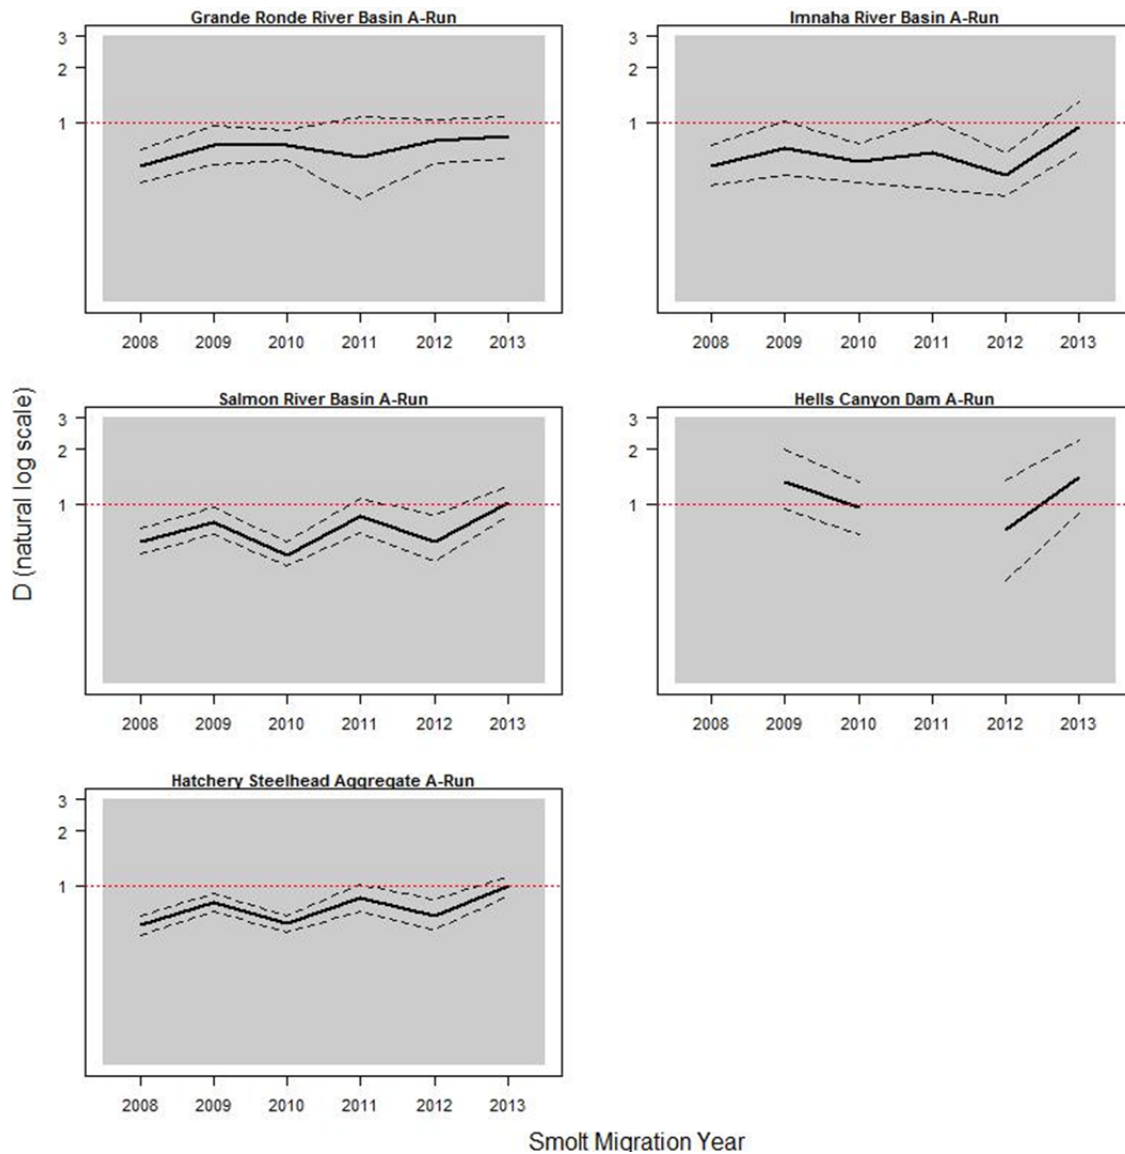 Grande Ronde River Basin A-Run
3
2
1
2008 2009 2010 2011 2012 2013
Imnaha River Basin A-Run
3
2
1
2008 2009 2010 2011 2012 2013
D (natural log scale)
Salmon River Basin A-Run
3
2
1
2008 2009 2010 2011 2012 2013
Hells Canyon Dam A-Run
3
2
1
2008 2009 2010 2011 2012 2013
Hatchery Steelhead Aggregate A-Run
3
2
1
2008 2009 2010 2011 2012 2013
Smolt Migration Year